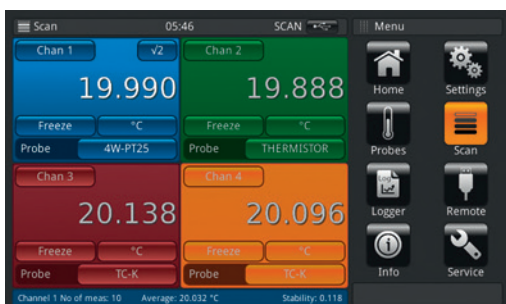 Scan 05:46 SCAN
Menu
Chan 1 √2
Chan 2
19.990
19.888
Freeze °C
Freeze °C
Probe 4W-PT25
Probe THERMISTOR
Chan 3
Chan 4
20.138
20.096
Freeze °C
Freeze °C
Probe TC-K
Probe TC-K
Channel 1 No of meas: 10 Average: 20.032 °C Stability: 0.118
Home Settings
Probes Scan
Log
Logger Remote
Info Service